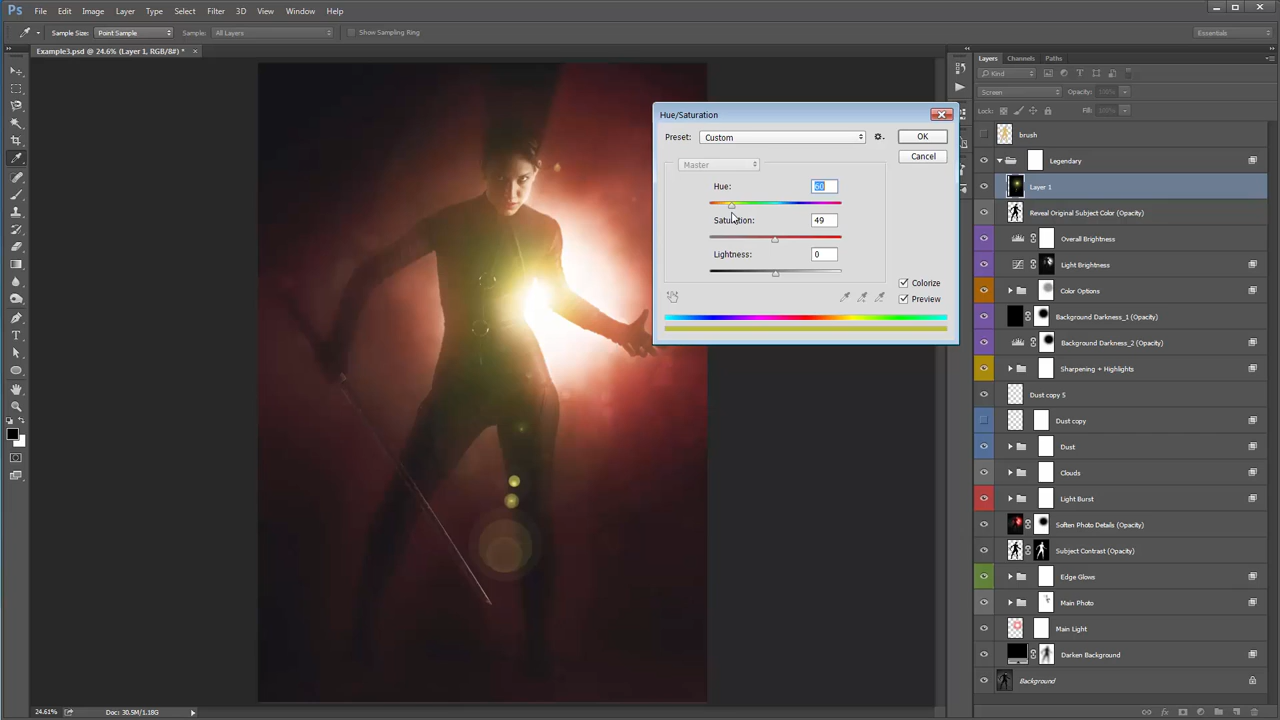 Ps File Edit Image Layer Type Select Filter 3D View Window Help
Sample Size: Point Sample Sample: All Layers Show Sampling Ring Essentials
Example3.psd @ 24.6% (Layer 1, RGB/8#) * ×
Layers Channels Paths
Kind
Screen Opacity: 100%
Lock: Fill: 100%
brush
Legendary
Layer 1
Reveal Original Subject Color (Opacity)
Overall Brightness
Light Brightness
Color Options
Background Darkness_1 (Opacity)
Background Darkness_2 (Opacity)
Sharpening + Highlights
Dust copy 5
Dust copy
Dust
Clouds
Light Burst
Soften Photo Details (Opacity)
Subject Contrast (Opacity)
Edge Glows
Main Photo
Main Light
Darken Background
Background
Hue/Saturation
Preset: Custom OK
Cancel
Master
Hue: 60
Saturation: 49
Lightness: 0
Colorize
Preview
24.61% Doc: 30.5M/1.18G